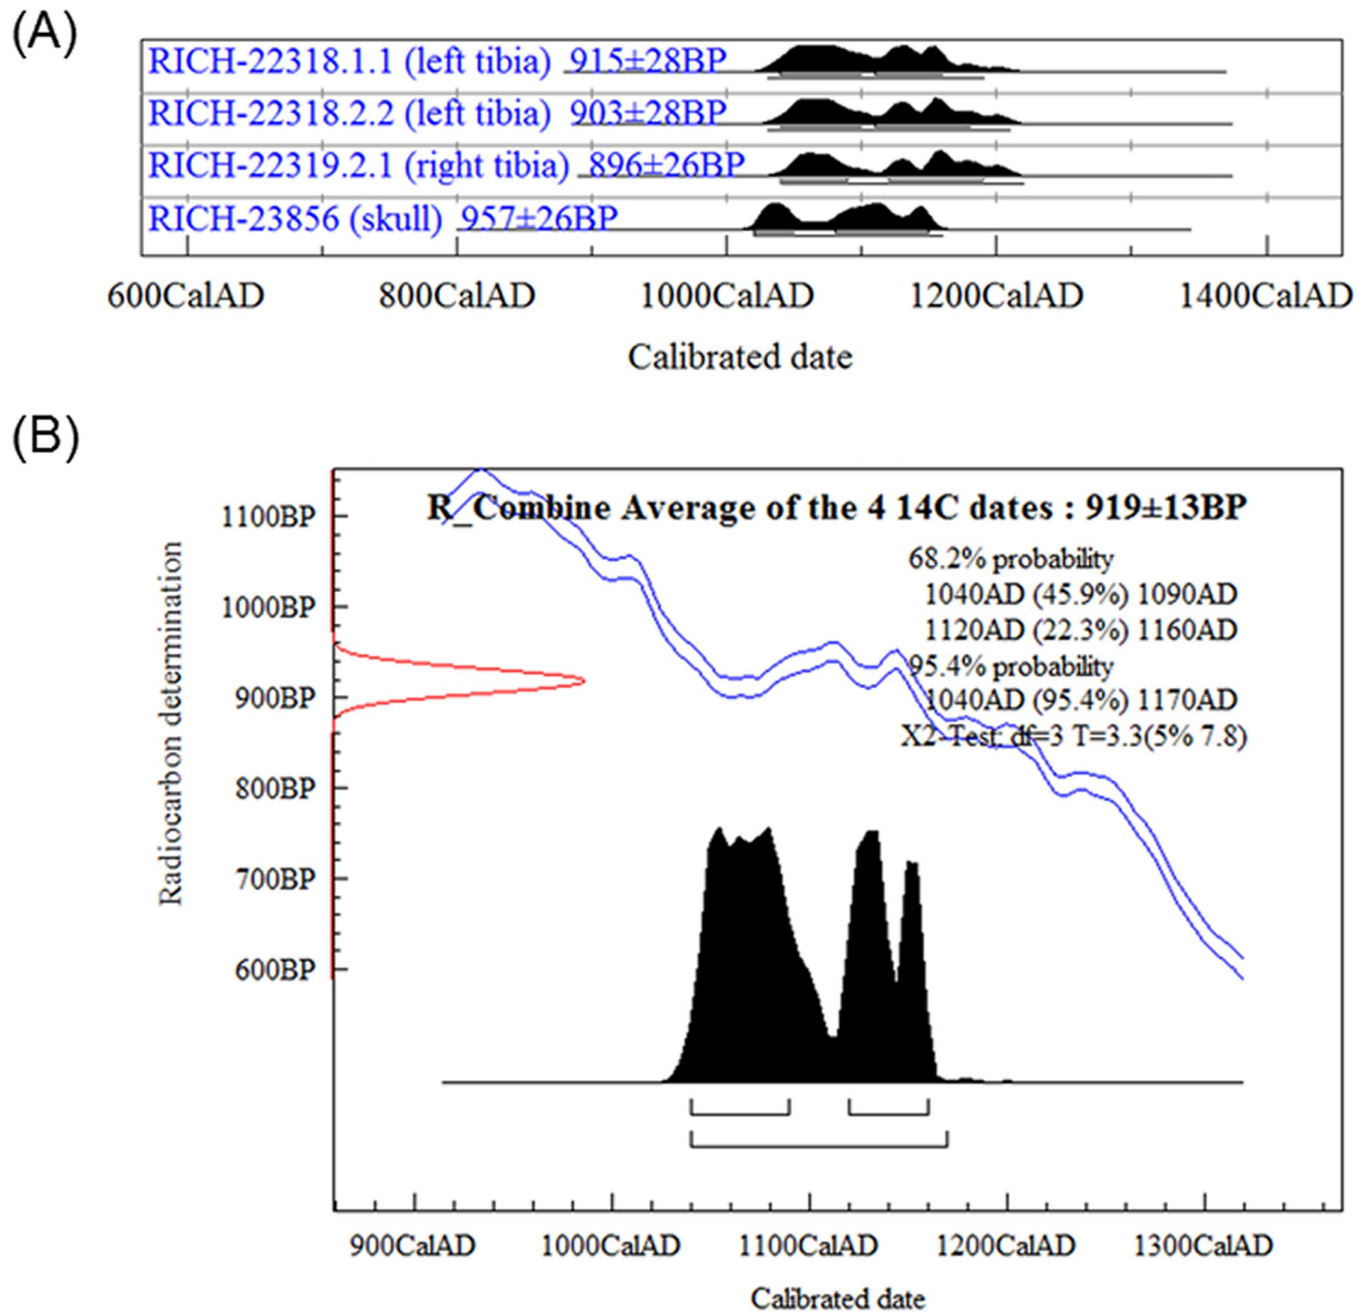 (A)
RICH-22318.1.1 (left tibia) 915±28BP
RICH-22318.2.2 (left tibia) 903±28BP
RICH-22319.2.1 (right tibia) 896±26BP
RICH-23856 (skull) 957±26BP
600CalAD 800CalAD 1000CalAD 1200CalAD 1400CalAD
Calibrated date
(B)
R_Combine Average of the 4 14C dates : 919±13BP
68.2% probability
1040AD (45.9%) 1090AD
1120AD (22.3%) 1160AD
95.4% probability
1040AD (95.4%) 1170AD
X2-Test: df=3 T=3.3(5% 7.8)
Radiocarbon determination
1100BP
1000BP
900BP
800BP
700BP
600BP
900CalAD 1000CalAD 1100CalAD 1200CalAD 1300CalAD
Calibrated date